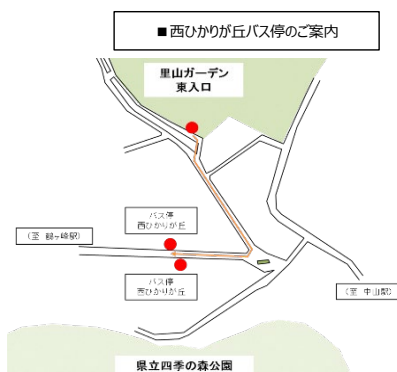 ■西ひかりが丘バス停のご案内
里山ガーデン
東入口
バス停
西ひかりが丘
（至 鶴ヶ峰駅）
バス停
西ひかりが丘
（至 中山駅）
県立四季の森公園